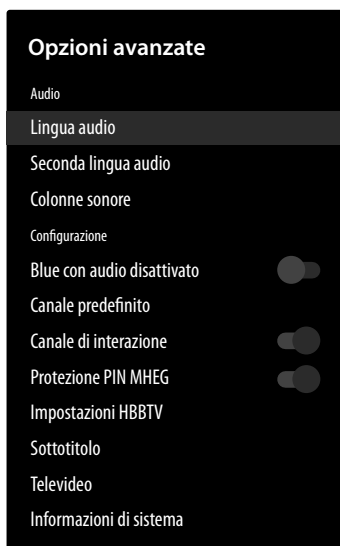 Opzioni avanzate
Audio
Lingua audio
Seconda lingua audio
Colonne sonore
Configurazione
Blue con audio disattivato
Canale predefinito
Canale di interazione
Protezione PIN MHEG
Impostazioni HBBTV
Sottotitolo
Televideo
Informazioni di sistema